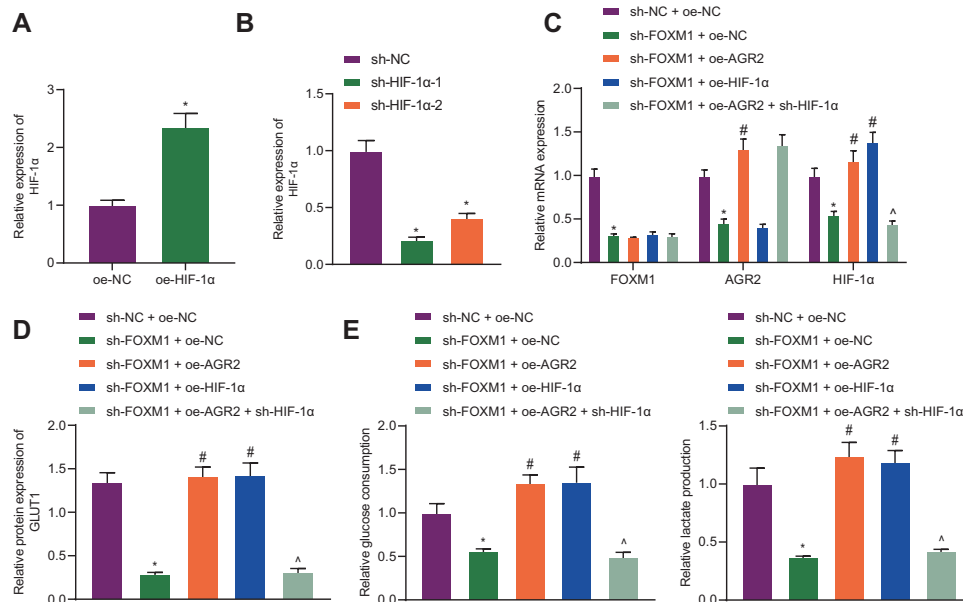 A
Relative expression of
HIF-1α
3
2
1
0
*
oe-NC
oe-HIF-1α
B
sh-NC
sh-HIF-1α-1
sh-HIF-1α-2
Relative expression of
HIF-1α
1.5
1.0
0.5
0.0
*
*
C
sh-NC + oe-NC
sh-FOXM1 + oe-NC
sh-FOXM1 + oe-AGR2
sh-FOXM1 + oe-HIF-1α
sh-FOXM1 + oe-AGR2 + sh-HIF-1α
Relative mRNA expression
2.0
1.5
1.0
0.5
0.0
*
*
#
*
#
#
^
FOXM1
AGR2
HIF-1α
D
sh-NC + oe-NC
sh-FOXM1 + oe-NC
sh-FOXM1 + oe-AGR2
sh-FOXM1 + oe-HIF-1α
sh-FOXM1 + oe-AGR2 + sh-HIF-1α
Relative protein expression of
GLUT1
2.0
1.5
1.0
0.5
0.0
*
#
#
^
E
sh-NC + oe-NC
sh-FOXM1 + oe-NC
sh-FOXM1 + oe-AGR2
sh-FOXM1 + oe-HIF-1α
sh-FOXM1 + oe-AGR2 + sh-HIF-1α
Relative glucose consumption
2.0
1.5
1.0
0.5
0.0
*
#
#
^
sh-NC + oe-NC
sh-FOXM1 + oe-NC
sh-FOXM1 + oe-AGR2
sh-FOXM1 + oe-HIF-1α
sh-FOXM1 + oe-AGR2 + sh-HIF-1α
Relative lactate production
1.5
1.0
0.5
0.0
*
#
#
^